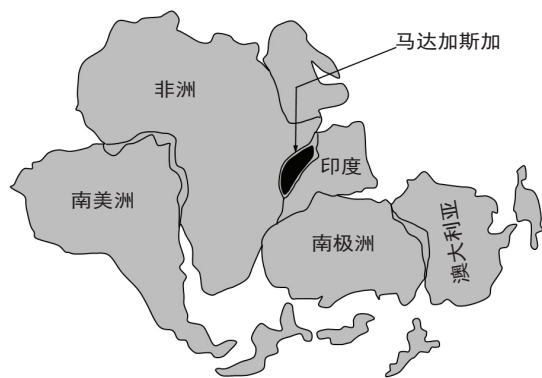 马达加斯加
非洲
印度
南美洲
南极洲
澳大利亚